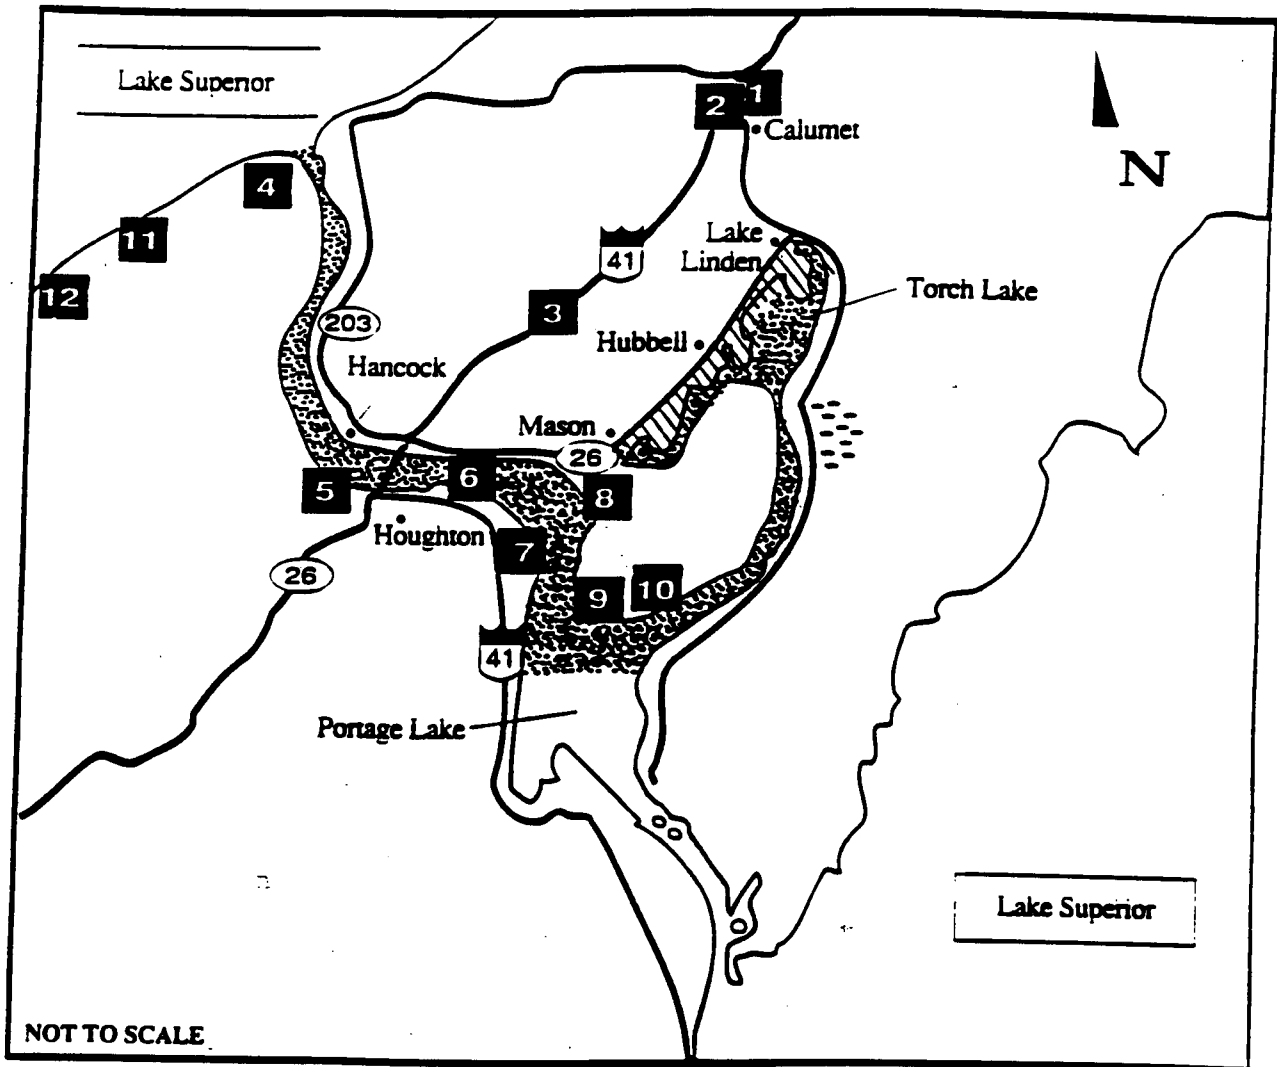 Lake Superior
1
2
Calumet
N
4
11
12
Lake
Linden
41
Torch Lake
3
203
Hubbell
Hancock
Mason
26
5
6
8
Houghton
7
26
9
10
41
Portage Lake
Lake Superior
NOT TO SCALE